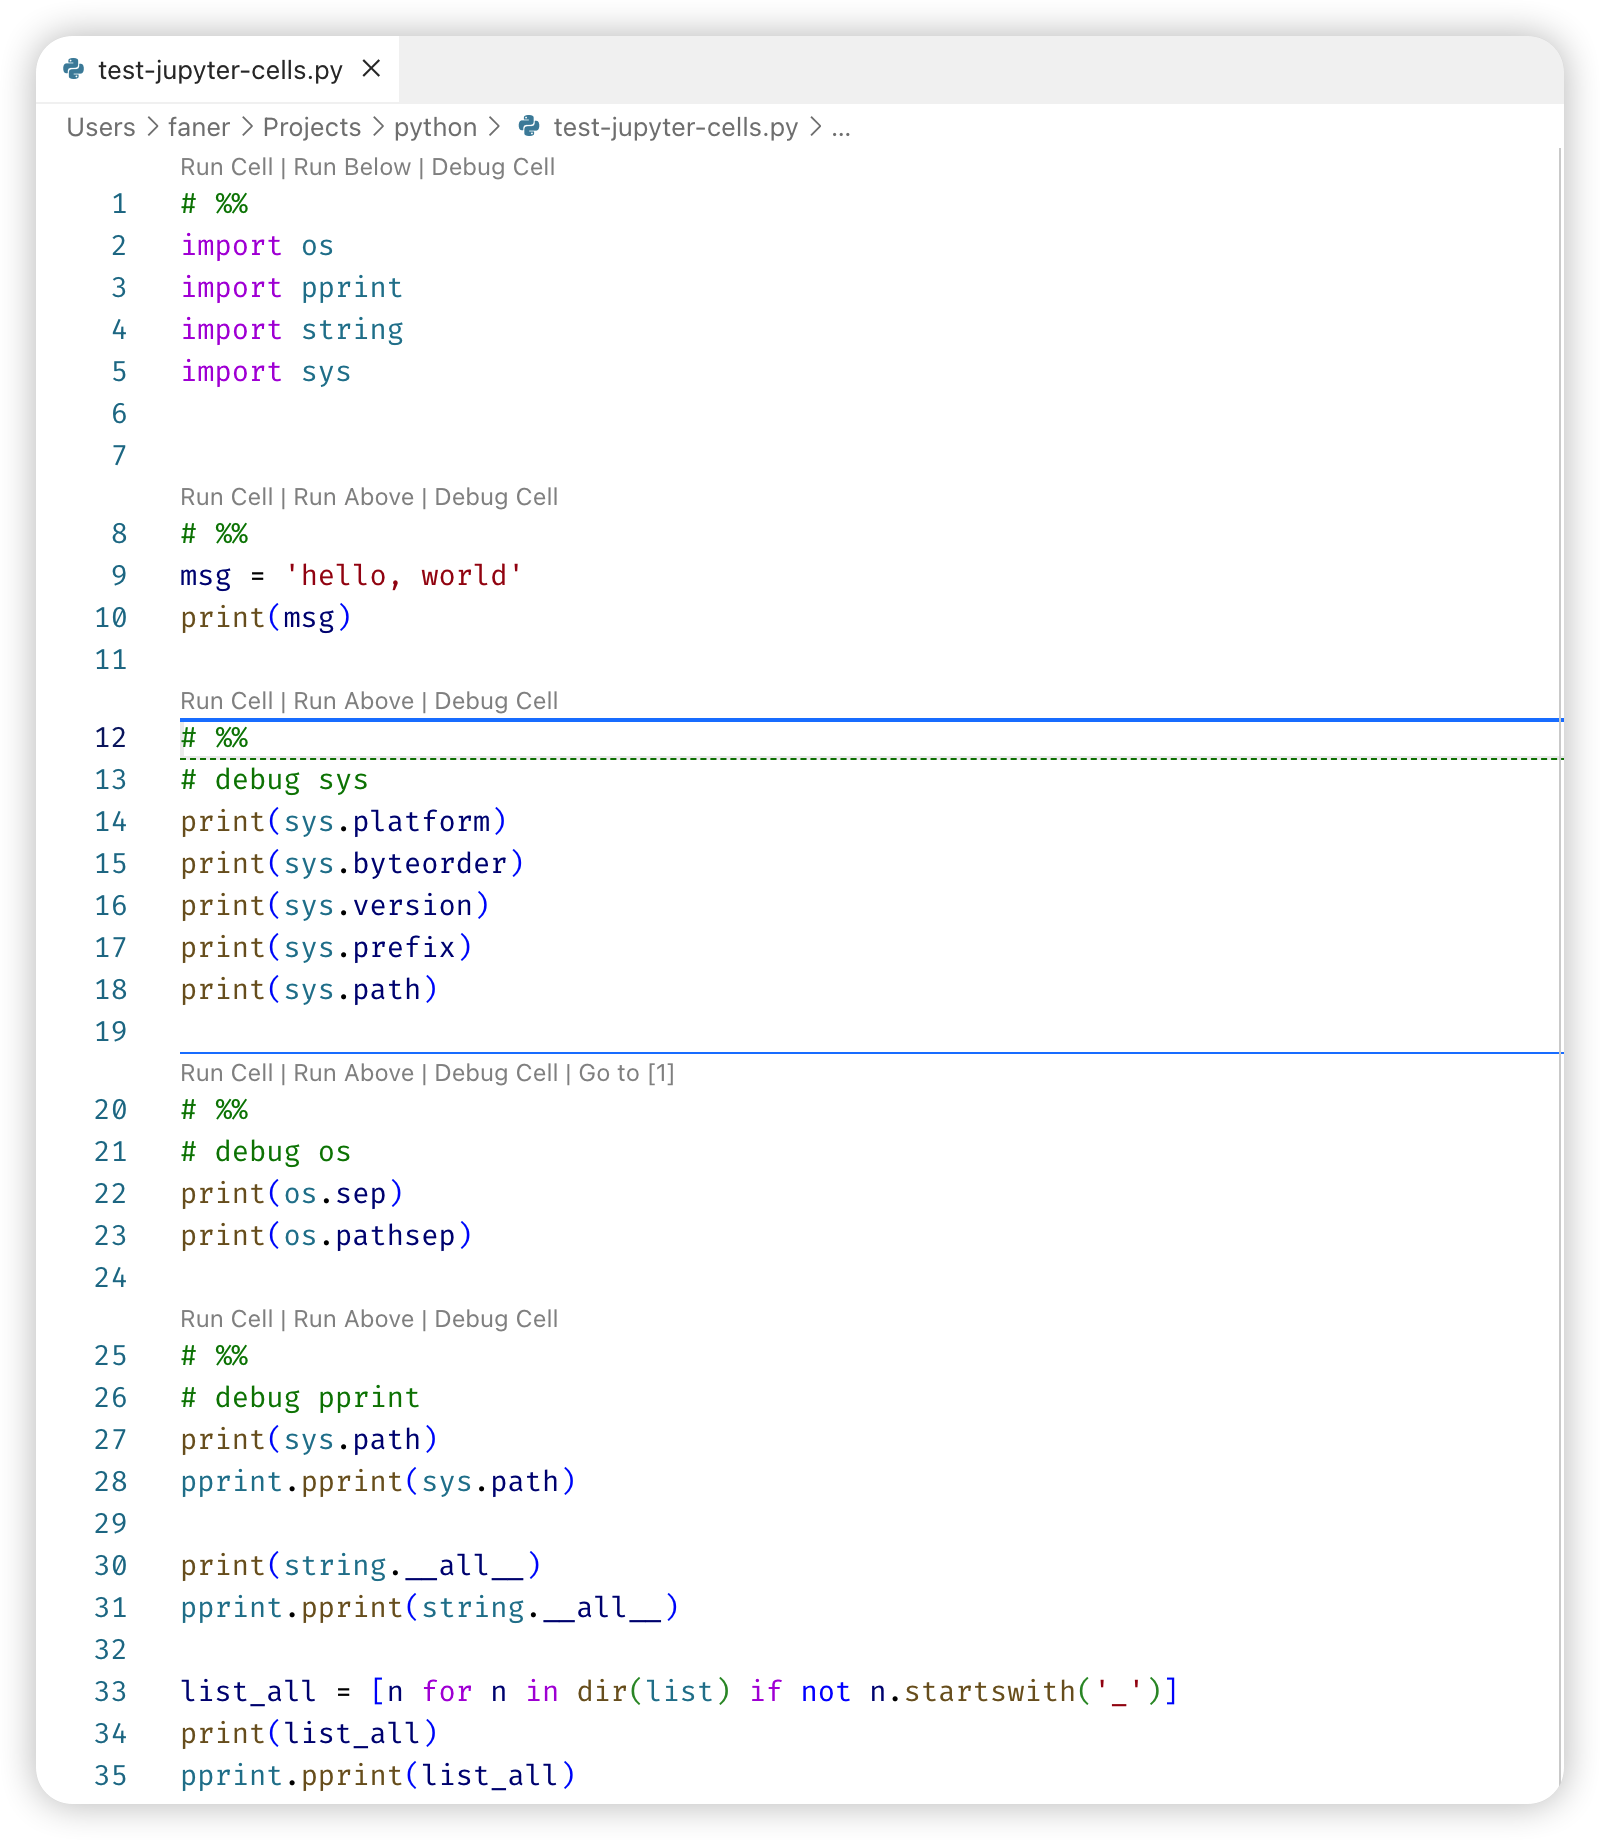 test-jupyter-cells.py
Users > faner > Projects > python > test-jupyter-cells.py > ...
Run Cell | Run Below | Debug Cell
1 # %%
2 import os
3 import pprint
4 import string
5 import sys
6
7
Run Cell | Run Above | Debug Cell
8 # %%
9 msg = 'hello, world'
10 print(msg)
11
Run Cell | Run Above | Debug Cell
12 # %%
13 # debug sys
14 print(sys.platform)
15 print(sys.byteorder)
16 print(sys.version)
17 print(sys.prefix)
18 print(sys.path)
19
Run Cell | Run Above | Debug Cell | Go to [1]
20 # %%
21 # debug os
22 print(os.sep)
23 print(os.pathsep)
24
Run Cell | Run Above | Debug Cell
25 # %%
26 # debug pprint
27 print(sys.path)
28 pprint.pprint(sys.path)
29
30 print(string.__all__)
31 pprint.pprint(string.__all__)
32
33 list_all = [n for n in dir(list) if not n.startswith('_')]
34 print(list_all)
35 pprint.pprint(list_all)